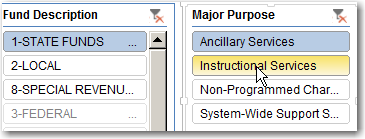 Fund Description
1-STATE FUNDS ...
2-LOCAL
8-SPECIAL REVENU...
3-FEDERAL ...
Major Purpose
Ancillary Services
Instructional Services
Non-Programmed Char...
System-Wide Support S...